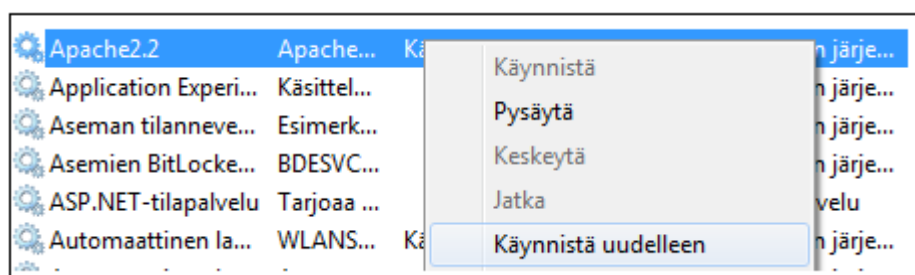 Apache2.2 Apache... Kä n järje...
Käynnistä
Application Experi... Käsittel... n järje...
Pysäytä
Aseman tilanneve... Esimerk... n järje...
Keskeytä
Asemien BitLocke... BDESVC... n järje...
Jatka
ASP.NET-tilapalvelu Tarjoaa ... velu
Automaattinen la... WLANS... Kä n järje...
Käynnistä uudelleen